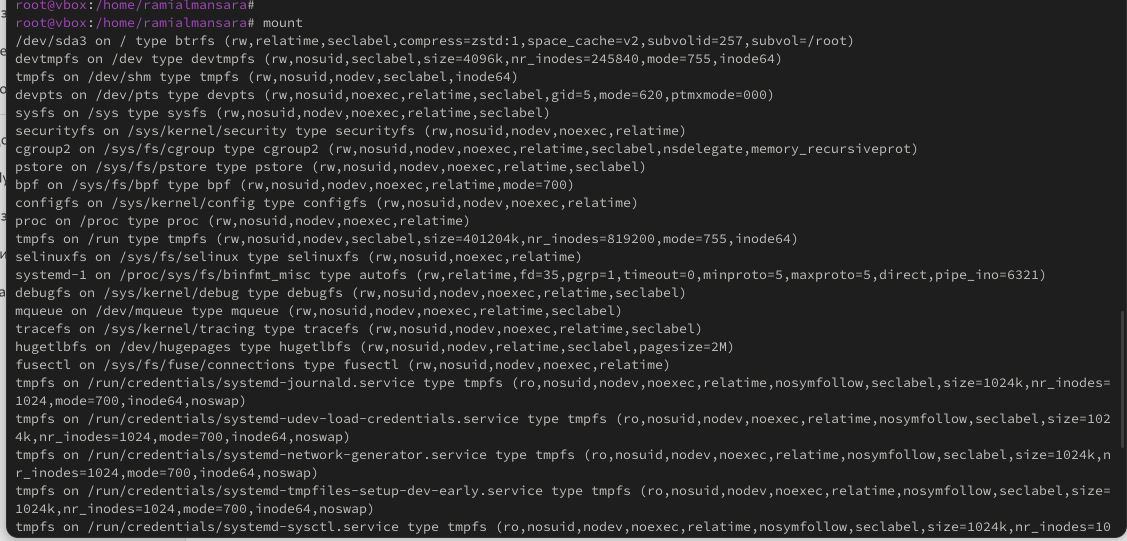 root@vbox:/home/ramialmansara#
root@vbox:/home/ramialmansara# mount
/dev/sda3 on / type btrfs (rw,relatime,seclabel,compress=zstd:1,space_cache=v2,subvolid=257,subvol=/root)
devtmpfs on /dev type devtmpfs (rw,nosuid,seclabel,size=4096k,nr_inodes=245840,mode=755,inode64)
tmpfs on /dev/shm type tmpfs (rw,nosuid,nodev,seclabel,inode64)
devpts on /dev/pts type devpts (rw,nosuid,noexec,relatime,seclabel,gid=5,mode=620,ptmxmode=000)
sysfs on /sys type sysfs (rw,nosuid,nodev,noexec,relatime,seclabel)
securityfs on /sys/kernel/security type securityfs (rw,nosuid,nodev,noexec,relatime)
cgroup2 on /sys/fs/cgroup type cgroup2 (rw,nosuid,nodev,noexec,relatime,seclabel,nsdelegate,memory_recursiveprot)
pstore on /sys/fs/pstore type pstore (rw,nosuid,nodev,noexec,relatime,seclabel)
bpf on /sys/fs/bpf type bpf (rw,nosuid,nodev,noexec,relatime,mode=700)
configfs on /sys/kernel/config type configfs (rw,nosuid,nodev,noexec,relatime)
proc on /proc type proc (rw,nosuid,nodev,noexec,relatime)
tmpfs on /run type tmpfs (rw,nosuid,nodev,seclabel,size=401204k,nr_inodes=819200,mode=755,inode64)
selinuxfs on /sys/fs/selinux type selinuxfs (rw,nosuid,noexec,relatime)
systemd-1 on /proc/sys/fs/binfmt_misc type autofs (rw,relatime,fd=35,pgrp=1,timeout=0,minproto=5,maxproto=5,direct,pipe_ino=6321)
debugfs on /sys/kernel/debug type debugfs (rw,nosuid,nodev,noexec,relatime,seclabel)
mqueue on /dev/mqueue type mqueue (rw,nosuid,nodev,noexec,relatime,seclabel)
tracefs on /sys/kernel/tracing type tracefs (rw,nosuid,nodev,noexec,relatime,seclabel)
hugetlbfs on /dev/hugepages type hugetlbfs (rw,nosuid,nodev,relatime,seclabel,pagesize=2M)
fusectl on /sys/fs/fuse/connections type fusectl (rw,nosuid,nodev,noexec,relatime)
tmpfs on /run/credentials/systemd-journald.service type tmpfs (ro,nosuid,nodev,noexec,relatime,nosymfollow,seclabel,size=1024k,nr_inodes=
1024,mode=700,inode64,noswap)
tmpfs on /run/credentials/systemd-udev-load-credentials.service type tmpfs (ro,nosuid,nodev,noexec,relatime,nosymfollow,seclabel,size=102
4k,nr_inodes=1024,mode=700,inode64,noswap)
tmpfs on /run/credentials/systemd-network-generator.service type tmpfs (ro,nosuid,nodev,noexec,relatime,nosymfollow,seclabel,size=1024k,n
r_inodes=1024,mode=700,inode64,noswap)
tmpfs on /run/credentials/systemd-tmpfiles-setup-dev-early.service type tmpfs (ro,nosuid,nodev,noexec,relatime,nosymfollow,seclabel,size=
1024k,nr_inodes=1024,mode=700,inode64,noswap)
tmpfs on /run/credentials/systemd-sysctl.service type tmpfs (ro,nosuid,nodev,noexec,relatime,nosymfollow,seclabel,size=1024k,nr_inodes=10